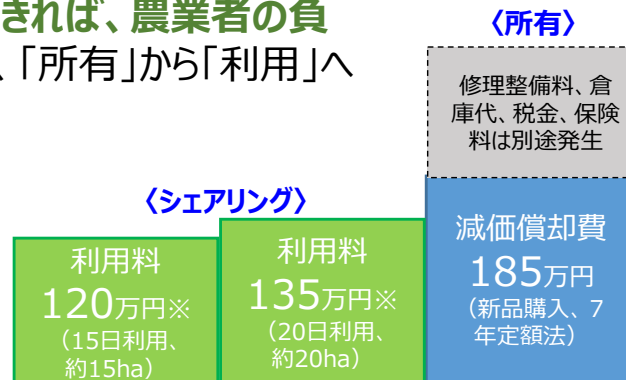 きれば、農業者の負
、「所有」から「利用」へ
〈所有〉
修理整備料、倉
庫代、税金、保険
料は別途発生
〈シェアリング〉
利用料
120万円※
（15日利用、
約15ha）
利用料
135万円※
（20日利用、
約20ha）
減価償却費
185万円
（新品購入、7
年定額法）